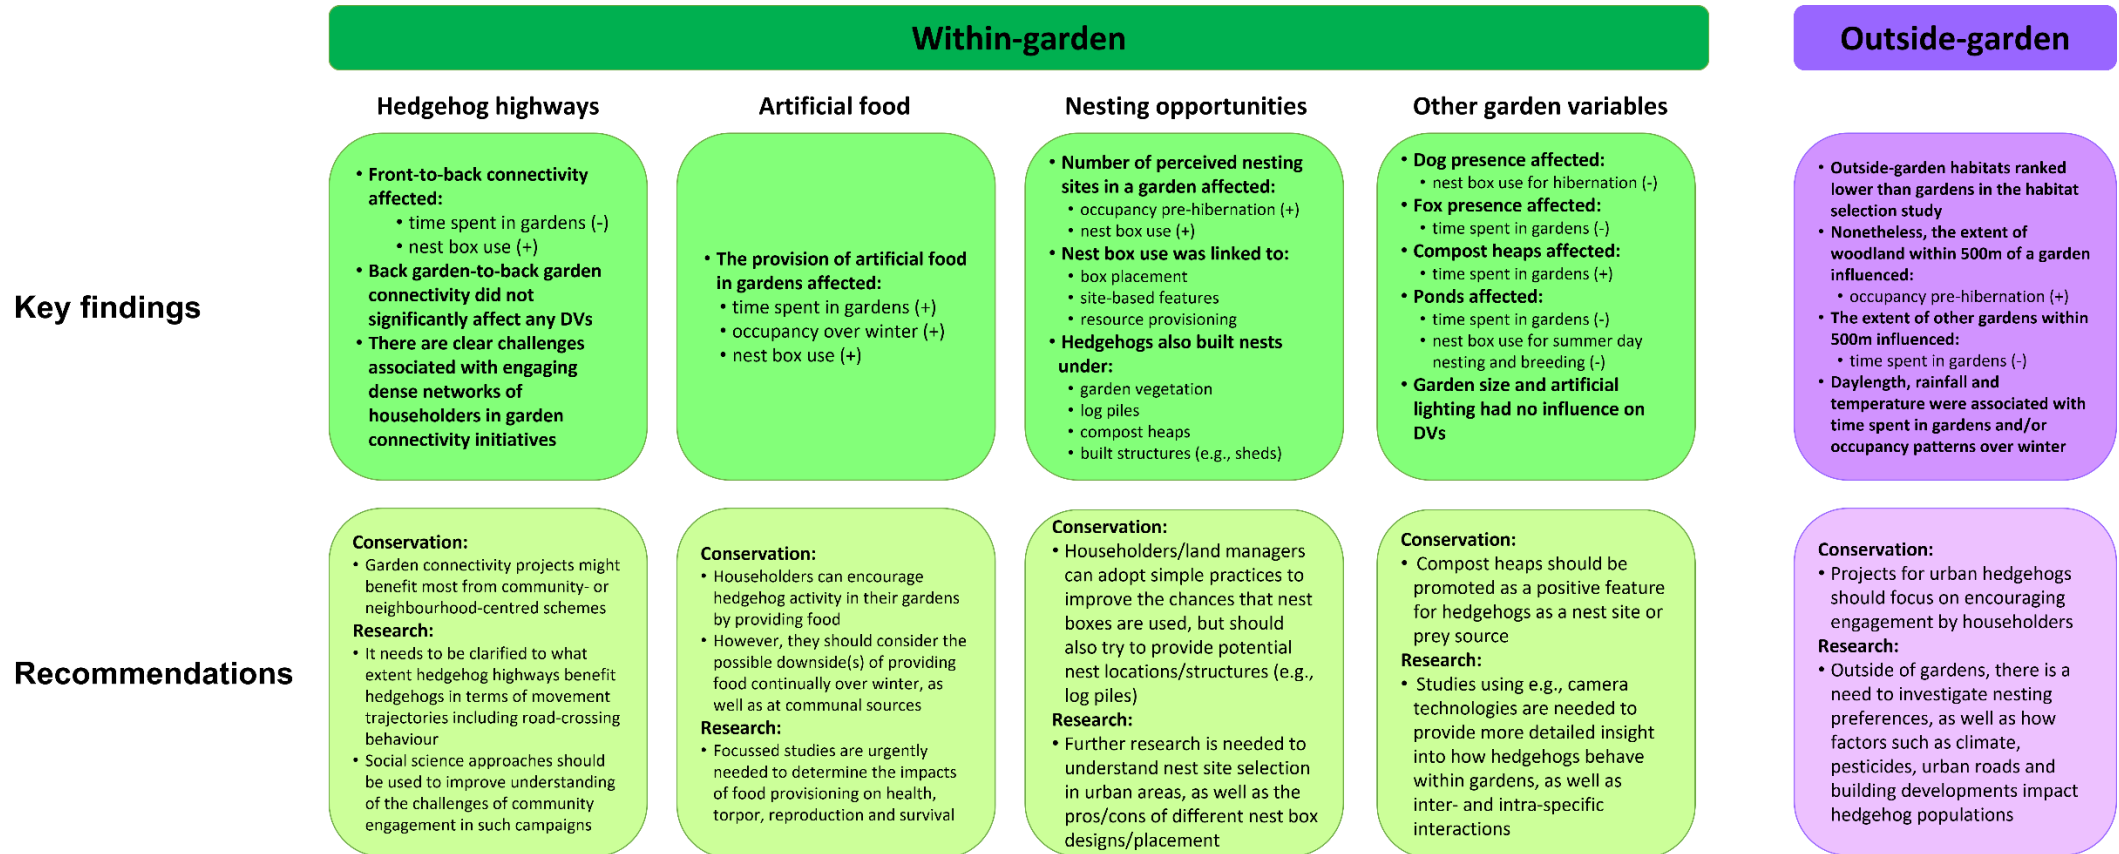 Within-garden
Outside-garden
Hedgehog highways
Artificial food
Nesting opportunities
Other garden variables
Key findings
• Front-to-back connectivity
affected:
• time spent in gardens (-)
• nest box use (+)
• Back garden-to-back garden
connectivity did not
significantly affect any DVs
• There are clear challenges
associated with engaging
dense networks of
householders in garden
connectivity initiatives
• The provision of artificial food
in gardens affected:
• time spent in gardens (+)
• occupancy over winter (+)
• nest box use (+)
• Number of perceived nesting
sites in a garden affected:
• occupancy pre-hibernation (+)
• nest box use (+)
• Nest box use was linked to:
• box placement
• site-based features
• resource provisioning
• Hedgehogs also built nests
under:
• garden vegetation
• log piles
• compost heaps
• built structures (e.g., sheds)
• Dog presence affected:
• nest box use for hibernation (-)
• Fox presence affected:
• time spent in gardens (-)
• Compost heaps affected:
• time spent in gardens (+)
• Ponds affected:
• time spent in gardens (-)
• nest box use for summer day
nesting and breeding (-)
• Garden size and artificial
lighting had no influence on
DVs
• Outside-garden habitats ranked
lower than gardens in the habitat
selection study
• Nonetheless, the extent of
woodland within 500m of a garden
influenced:
• occupancy pre-hibernation (+)
• The extent of other gardens within
500m influenced:
• time spent in gardens (-)
• Daylength, rainfall and
temperature were associated with
time spent in gardens and/or
occupancy patterns over winter
Recommendations
Conservation:
• Garden connectivity projects might
benefit most from community- or
neighbourhood-centred schemes
Research:
• It needs to be clarified to what
extent hedgehog highways benefit
hedgehogs in terms of movement
trajectories including road-crossing
behaviour
• Social science approaches should
be used to improve understanding
of the challenges of community
engagement in such campaigns
Conservation:
• Householders can encourage
hedgehog activity in their gardens
by providing food
• However, they should consider the
possible downside(s) of providing
food continually over winter, as
well as at communal sources
Research:
• Focussed studies are urgently
needed to determine the impacts
of food provisioning on health,
torpor, reproduction and survival
Conservation:
• Householders/land managers
can adopt simple practices to
improve the chances that nest
boxes are used, but should
also try to provide potential
nest locations/structures (e.g.,
log piles)
Research:
• Further research is needed to
understand nest site selection
in urban areas, as well as the
pros/cons of different nest box
designs/placement
Conservation:
• Compost heaps should be
promoted as a positive feature
for hedgehogs as a nest site or
prey source
Research:
• Studies using e.g., camera
technologies are needed to
provide more detailed insight
into how hedgehogs behave
within gardens, as well as
inter- and intra-specific
interactions
Conservation:
• Projects for urban hedgehogs
should focus on encouraging
engagement by householders
Research:
• Outside of gardens, there is a
need to investigate nesting
preferences, as well as how
factors such as climate,
pesticides, urban roads and
building developments impact
hedgehog populations